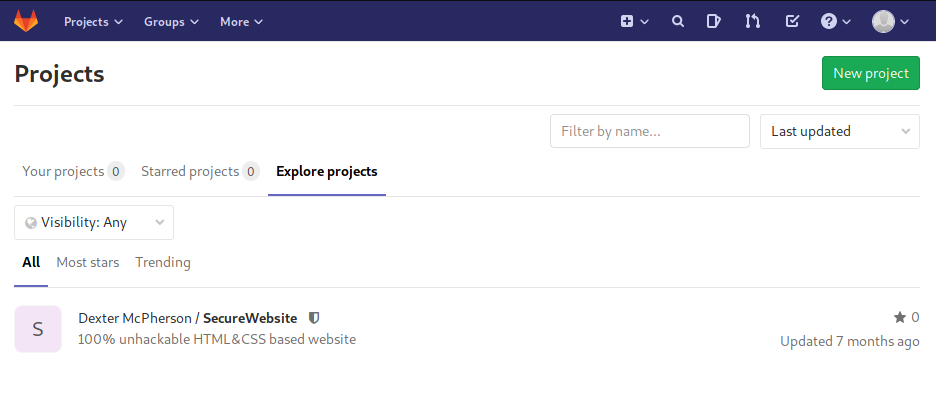 Projects Groups More
Projects
New project
Filter by name...
Last updated
Your projects 0 Starred projects 0 Explore projects
Visibility: Any
All Most stars Trending
S
Dexter McPherson / SecureWebsite
0
100% unhackable HTML&CSS based website
Updated 7 months ago